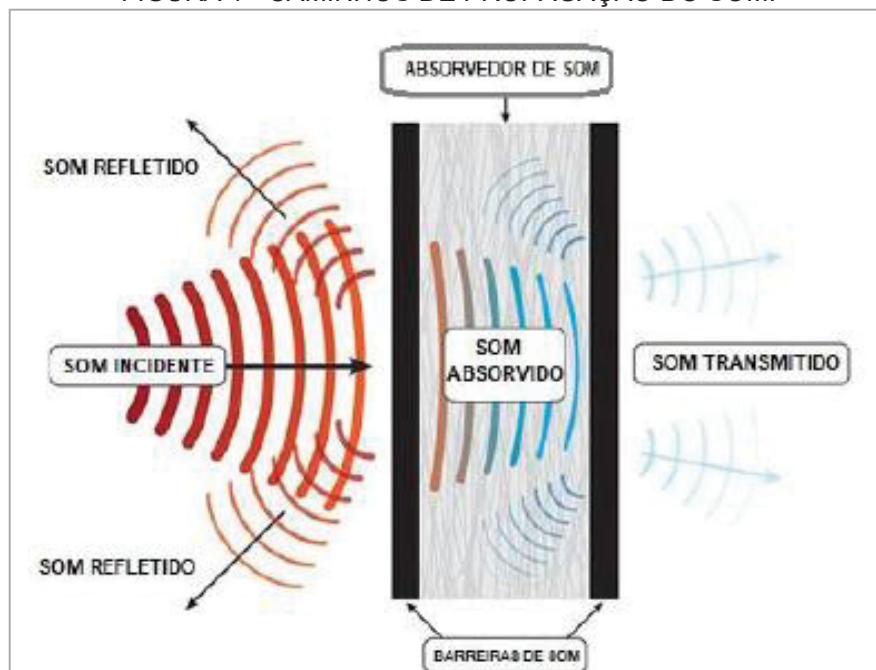 ABSORVEDOR DE SOM
SOM REFLETIDO
SOM INCIDENTE
SOM
ABSORVIDO
SOM TRANSMITIDO
SOM REFLETIDO
BARREIRAS DE SOM